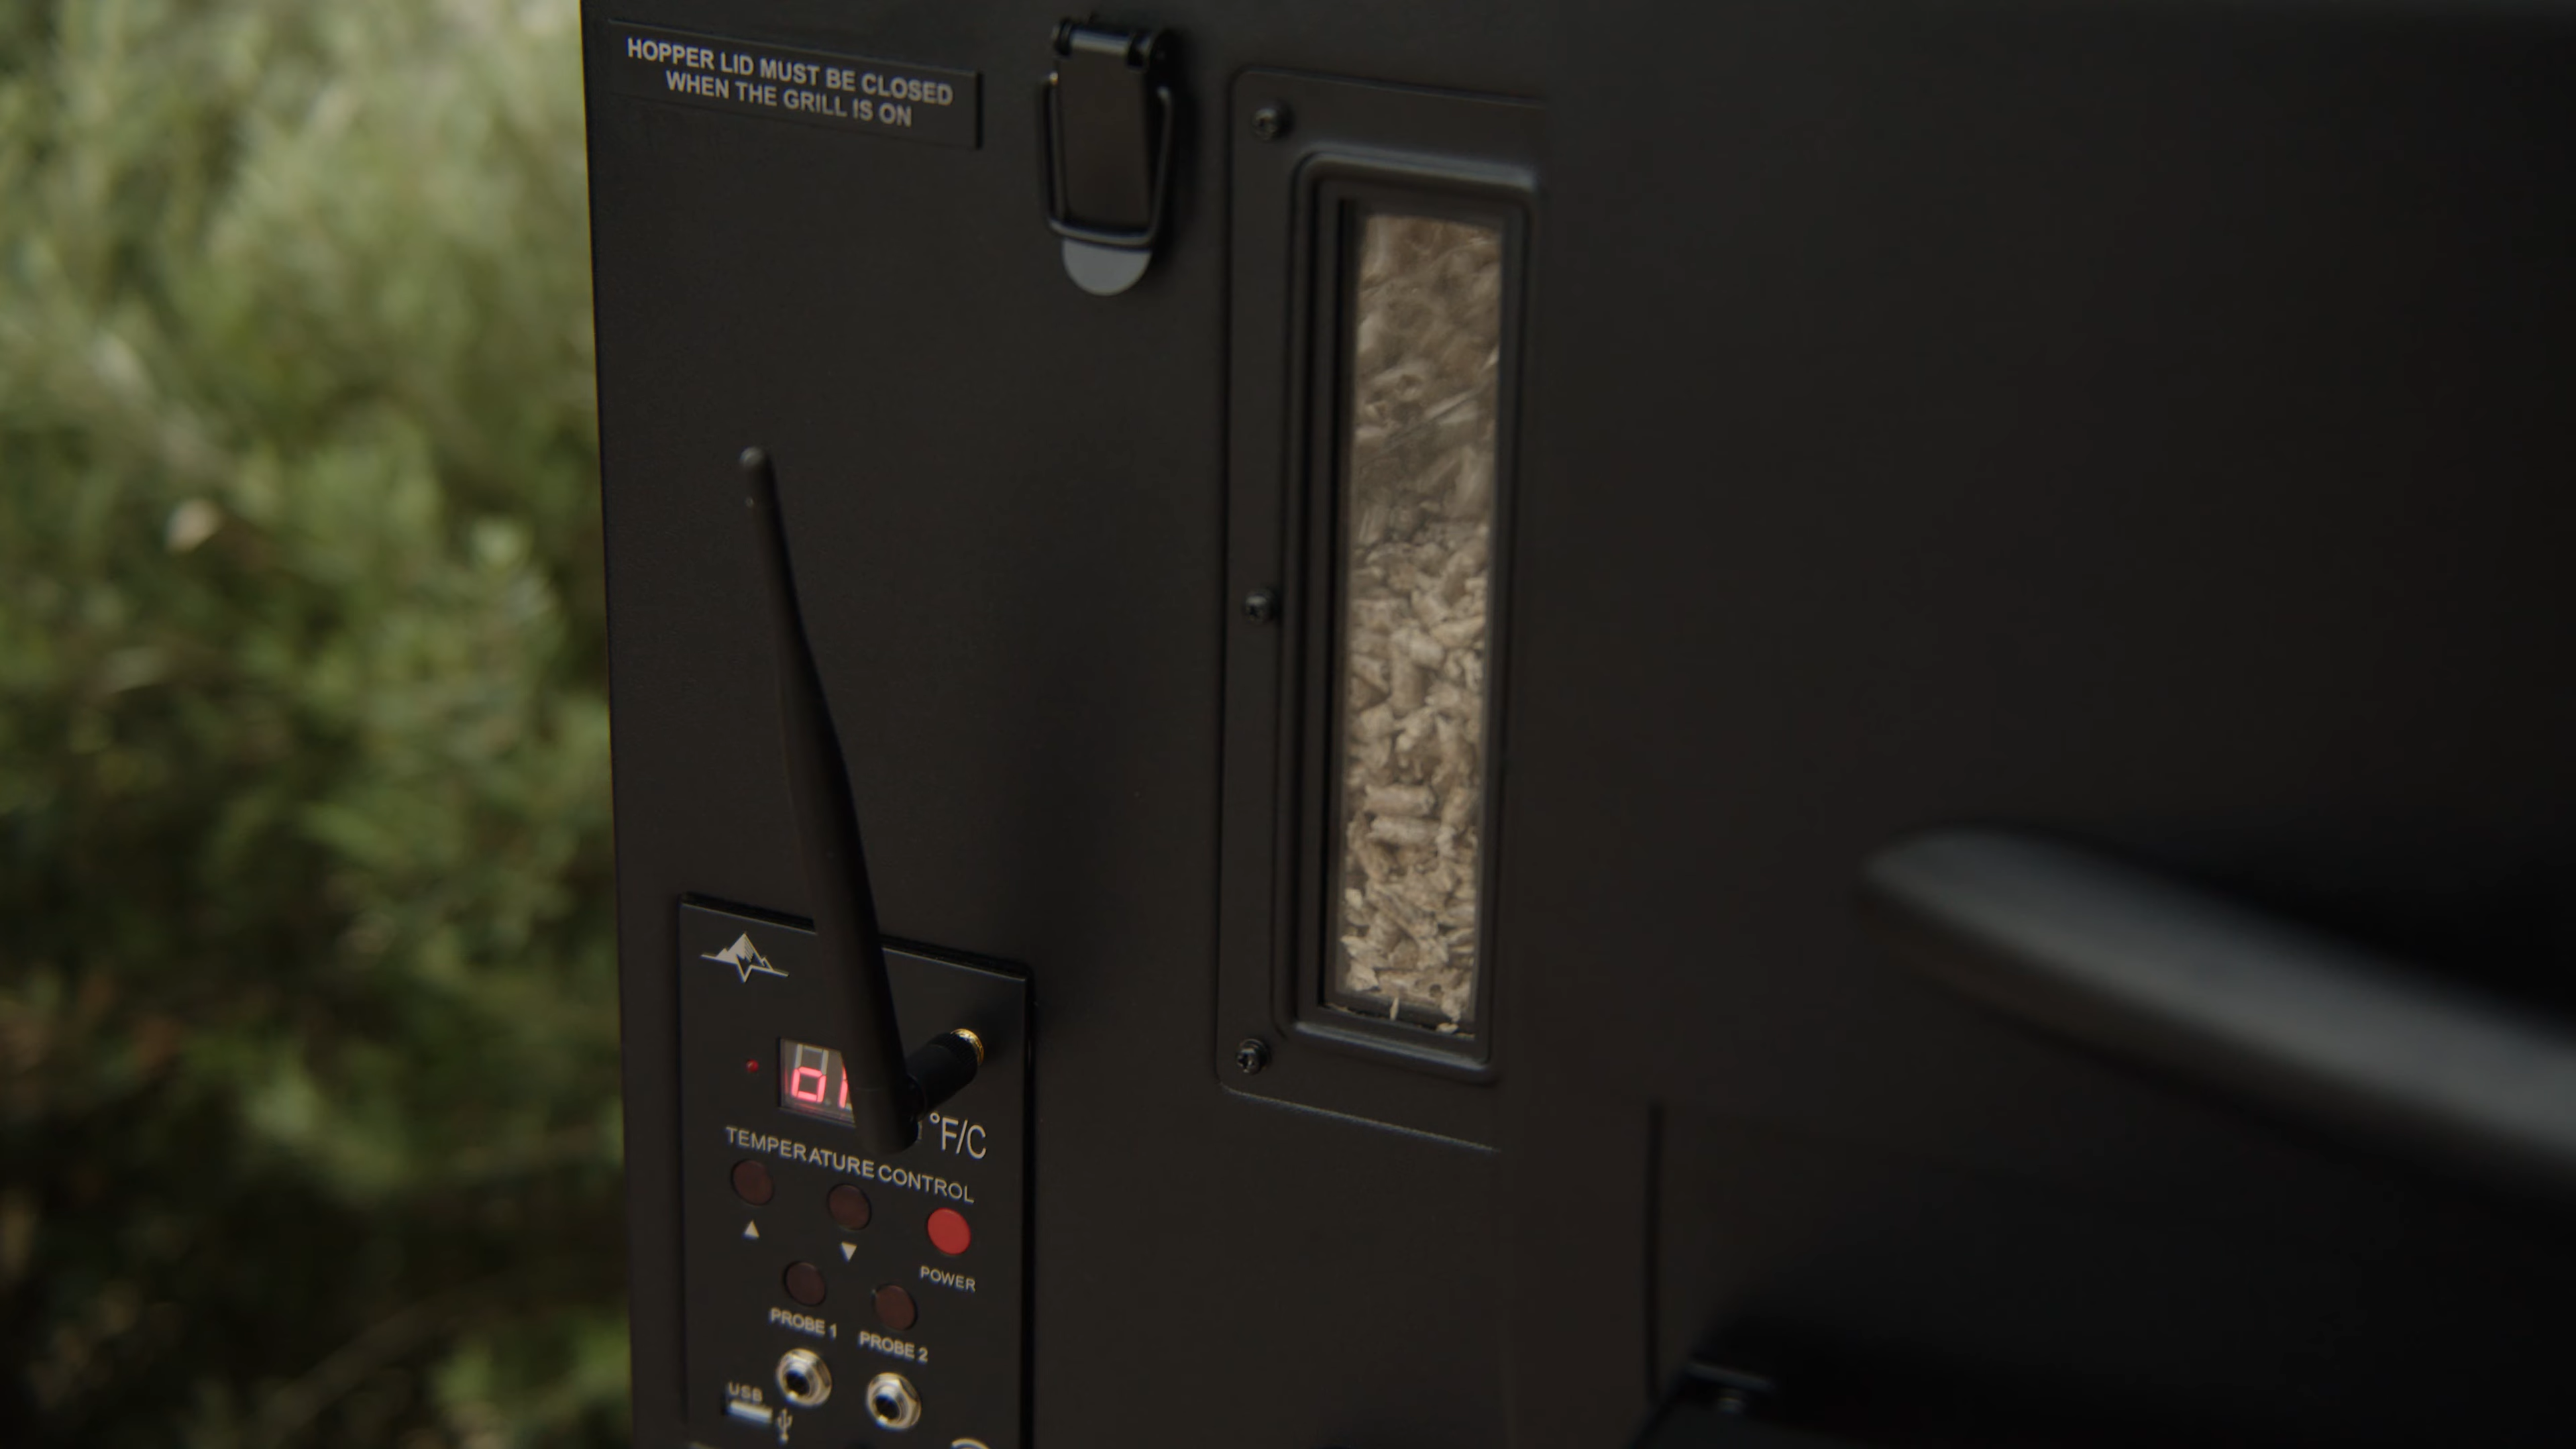 HOPPER LID MUST BE CLOSED
WHEN THE GRILL IS ON
°F/C
TEMPERATURE CONTROL
POWER
PROBE 1
PROBE 2
USB